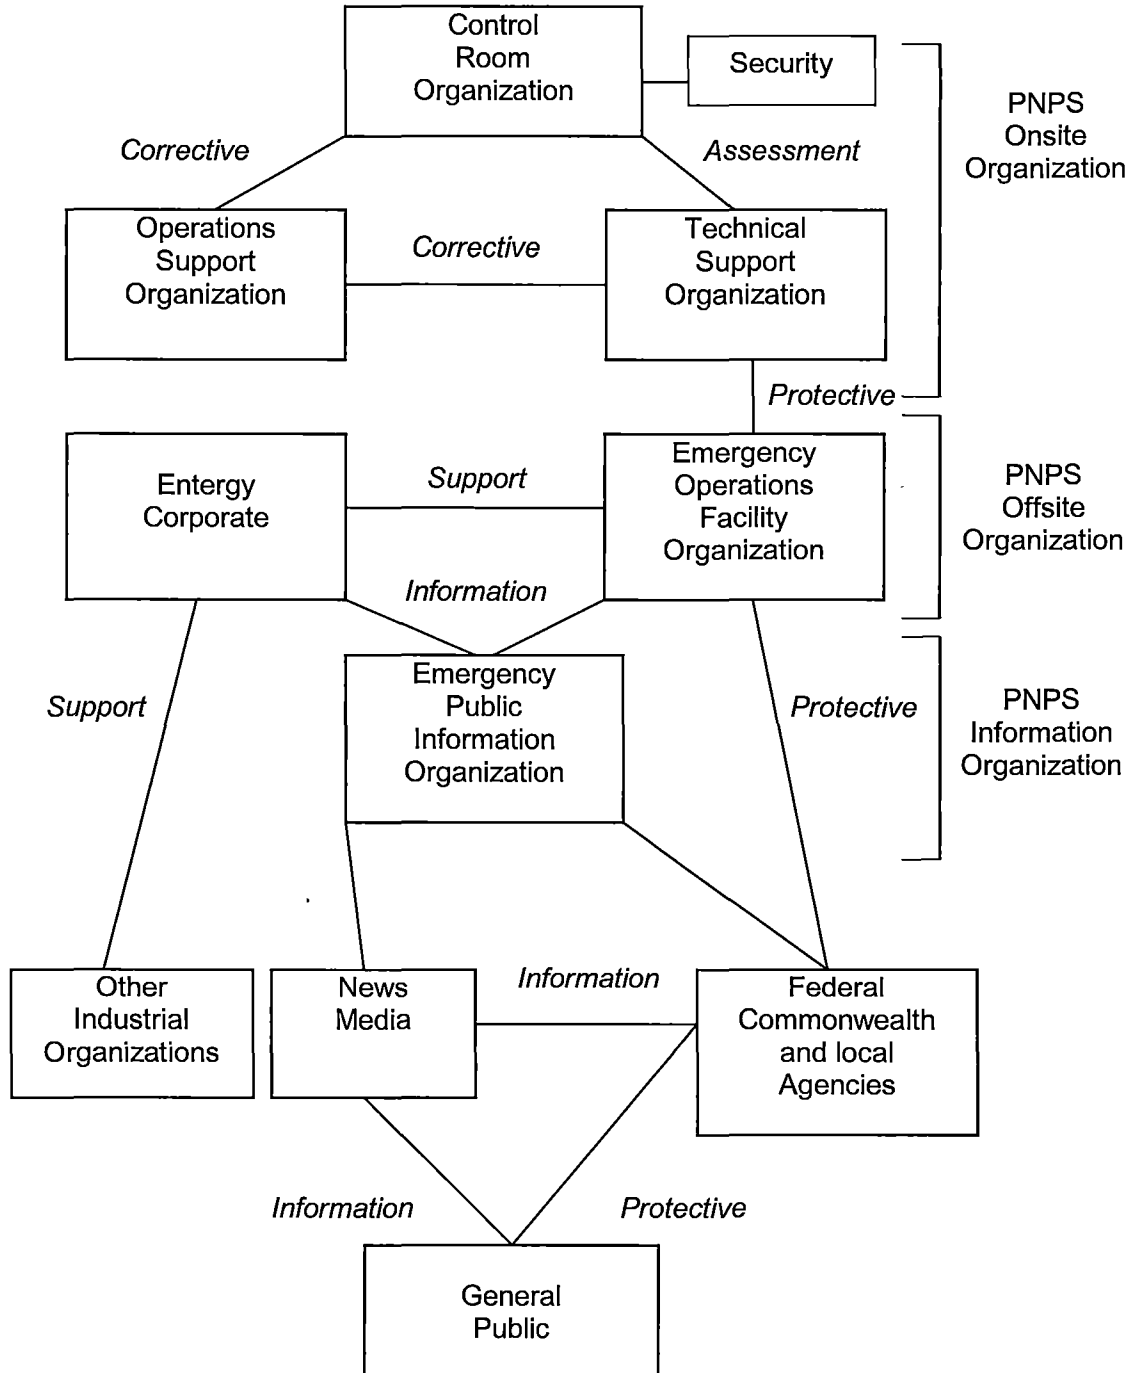 Control
Room
Organization
Security
PNPS
Onsite
Organization
Corrective
Assessment
Operations
Support
Organization
Corrective
Technical
Support
Organization
Protective
Entergy
Corporate
Support
Emergency
Operations
Facility
Organization
PNPS
Offsite
Organization
Information
Emergency
Public
Information
Organization
Support
Protective
PNPS
Information
Organization
Other
Industrial
Organizations
News
Media
Information
Federal
Commonwealth
and local
Agencies
Information
Protective
General
Public